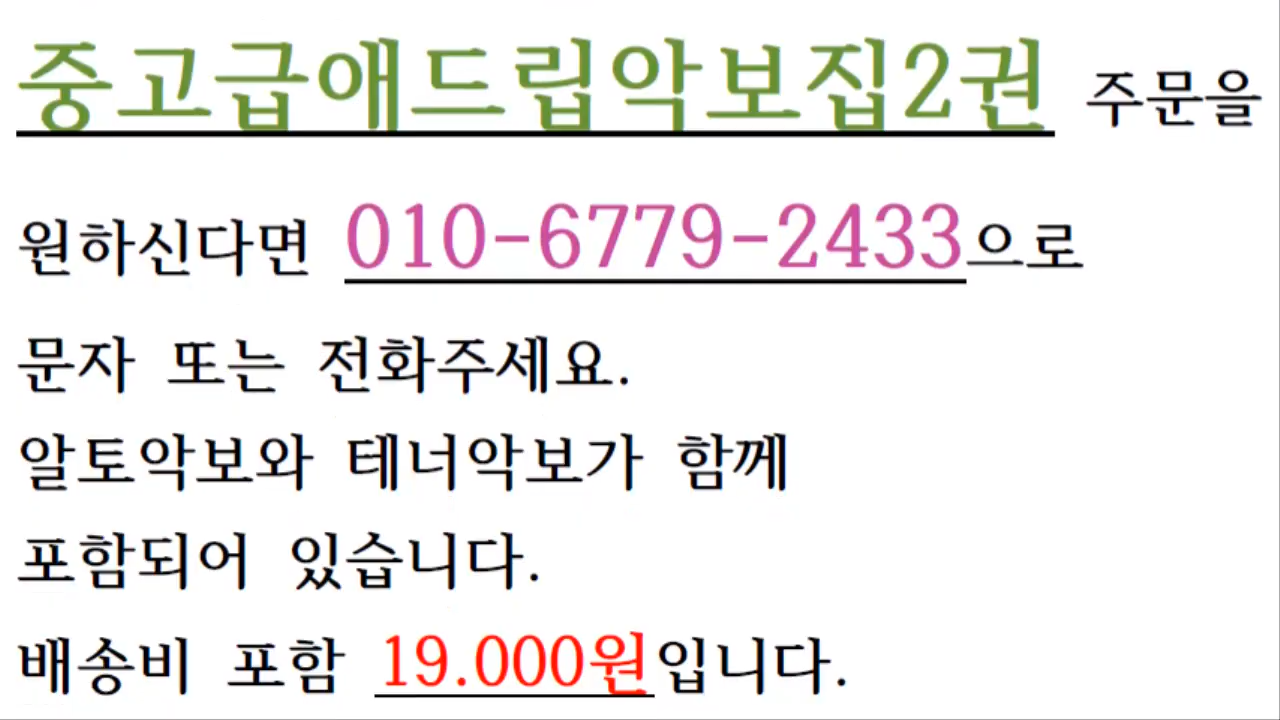 중고급애드립악보집2권 주문을
원하신다면 010-6779-2433으로
문자 또는 전화주세요.
알토악보와 테너악보가 함께
포함되어 있습니다.
배송비 포함 19.000원입니다.